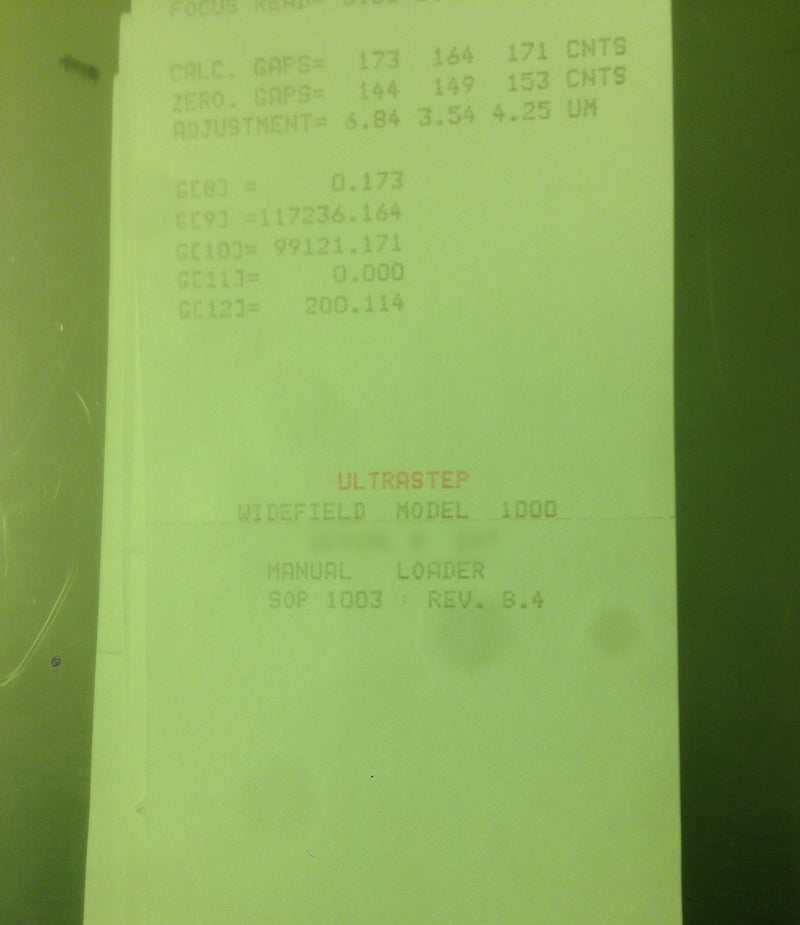 FOCUS READ=
CALC. GAPS= 173 164 171 CNTS
ZERO. GAPS= 144 149 153 CNTS
ADJUSTMENT= 6.84 3.54 4.25 UM
G[8] = 0.173
G[9] =117236.164
G[10]= 99121.171
G[11]= 0.000
G[12]= 200.114
ULTRASTEP
WIDEFIELD MODEL 1000
MANUAL LOADER
SOP 1003 : REV. B.4